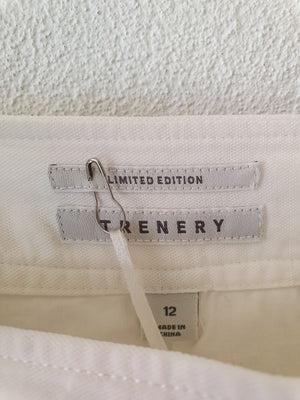 LIMITED EDITION
TRENERY
12
MADE IN
CHINA